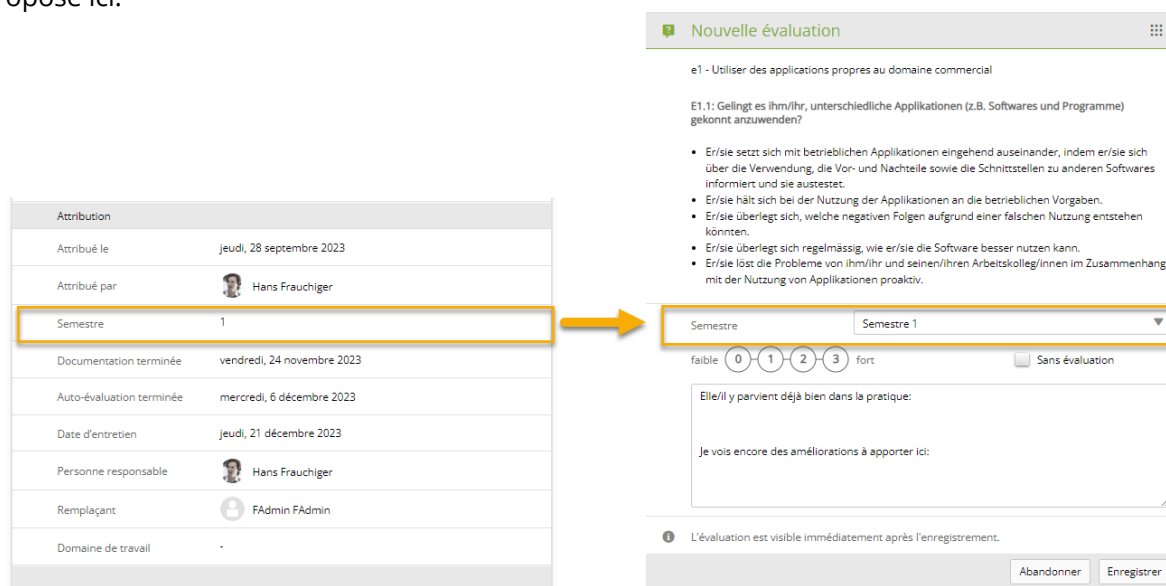 opose ici.
Attribution
Attribué le jeudi, 28 septembre 2023
Attribué par Hans Frauchiger
Semestre 1
Documentation terminée vendredi, 24 novembre 2023
Auto-évaluation terminée mercredi, 6 décembre 2023
Date d'entretien jeudi, 21 décembre 2023
Personne responsable Hans Frauchiger
Remplaçant FAdmin FAdmin
Domaine de travail -
Nouvelle évaluation
e1 - Utiliser des applications propres au domaine commercial
E1.1: Gelingt es ihm/ihr, unterschiedliche Applikationen (z.B. Softwares und Programme)
gekonnt anzuwenden?
• Er/sie setzt sich mit betrieblichen Applikationen eingehend auseinander, indem er/sie sich
über die Verwendung, die Vor- und Nachteile sowie die Schnittstellen zu anderen Softwares
informiert und sie austestet.
• Er/sie hält sich bei der Nutzung der Applikationen an die betrieblichen Vorgaben.
• Er/sie überlegt sich, welche negativen Folgen aufgrund einer falschen Nutzung entstehen
könnten.
• Er/sie überlegt sich regelmässig, wie er/sie die Software besser nutzen kann.
• Er/sie löst die Probleme von ihm/ihr und seinen/ihren Arbeitskolleg/innen im Zusammenhang
mit der Nutzung von Applikationen proaktiv.
Semestre Semestre 1
faible 0 1 2 3 fort Sans évaluation
Elle/il y parvient déjà bien dans la pratique:
Je vois encore des améliorations à apporter ici:
L'évaluation est visible immédiatement après l'enregistrement.
Abandonner Enregistrer